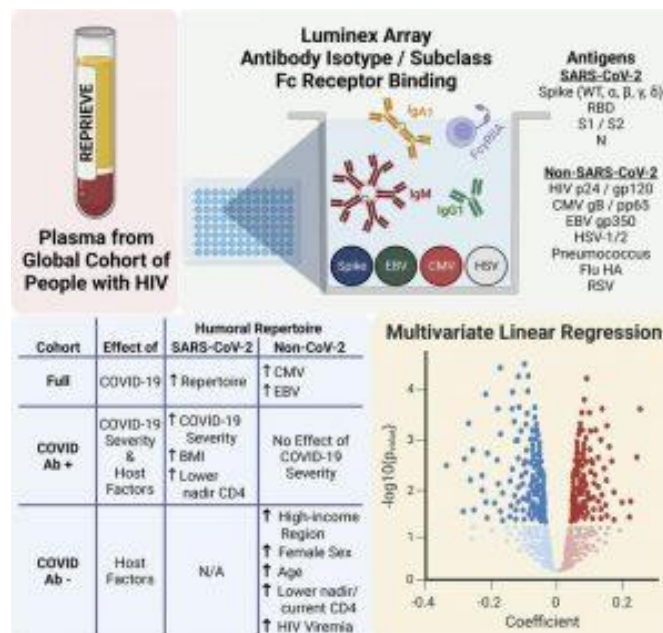 REPRIEVE
Plasma from
Global Cohort of
People with HIV
Luminex Array
Antibody Isotype / Subclass
Fc Receptor Binding
IgA1
FcγRIIA
IgM
IgG1
Spike
EBV
CMV
HSV
Antigens
SARS-CoV-2
Spike (WT, α, β, γ, δ)
RBD
S1 / S2
N
Non-SARS-CoV-2
HIV p24 / gp120
CMV gB / pp65
EBV gp350
HSV-1/2
Pneumococcus
Flu HA
RSV
Humoral Repertoire
Cohort Effect of SARS-CoV-2 Non-CoV-2
Full
COVID-19
↑ Repertoire
↑ CMV
↑ EBV
COVID
Ab +
COVID-19
Severity
&
Host
Factors
↑ COVID-19
Severity
↑ BMI
↑ Lower
nadir CD4
No Effect of
COVID-19
Severity
COVID
Ab -
Host
Factors
N/A
↑ High-income
Region
↑ Female Sex
↑ Age
↑ Lower nadir/
current CD4
↑ HIV Viremia
Multivariate Linear Regression
-log10(pvalue)
4
3
2
1
0
-0.4 -0.2 0 0.2
Coefficient